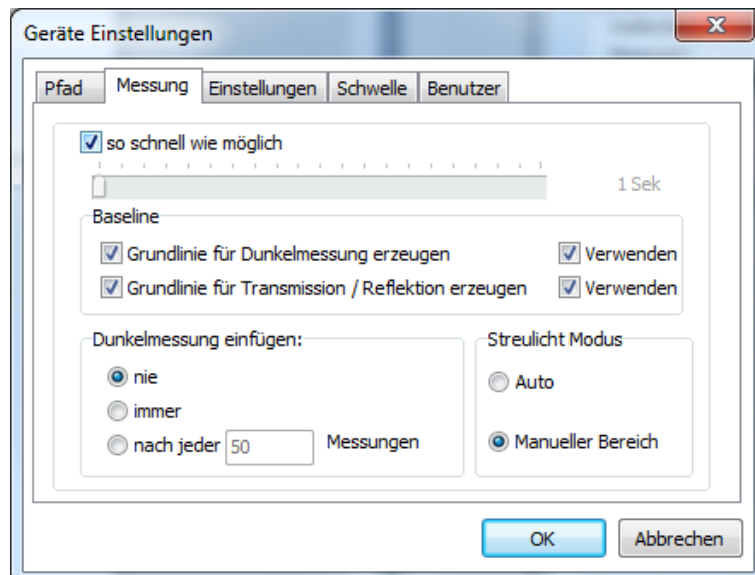 Geräte Einstellungen
Pfad Messung Einstellungen Schwelle Benutzer
so schnell wie möglich
1 Sek
Baseline
Grundlinie für Dunkelmessung erzeugen Verwenden
Grundlinie für Transmission / Reflektion erzeugen Verwenden
Dunkelmessung einfügen:
nie
immer
nach jeder 50 Messungen
Streulicht Modus
Auto
Manueller Bereich
OK Abbrechen